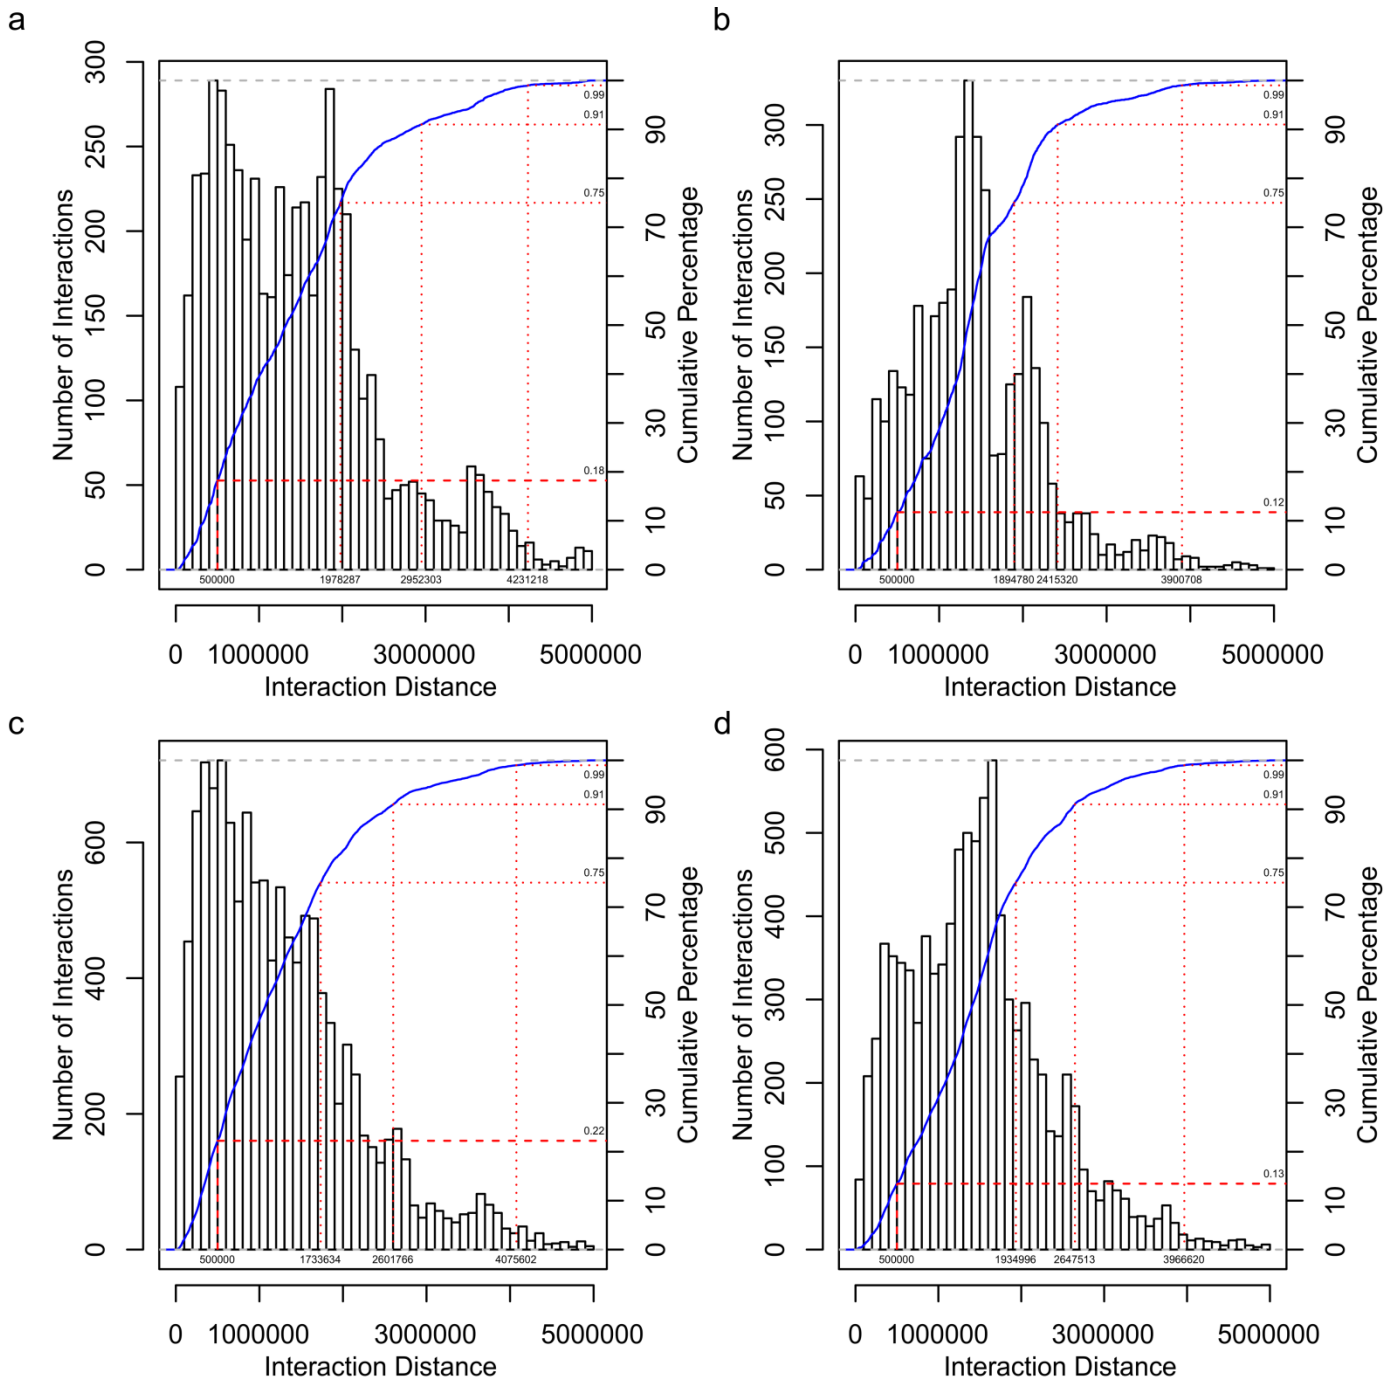 a
Number of Interactions
0 50 100 150 200 250 300
0.99
0.91
0.75
0.18
0 10 30 50 70 90
Cumulative Percentage
500000 1978287 2952303 4231218
0 1000000 3000000 5000000
Interaction Distance
b
Number of Interactions
0 50 100 150 200 250 300
0.99
0.91
0.75
0.12
0 10 30 50 70 90
Cumulative Percentage
500000 1894780 2415320 3900708
0 1000000 3000000 5000000
Interaction Distance
c
Number of Interactions
0 200 400 600
0.99
0.91
0.75
0.22
0 10 30 50 70 90
Cumulative Percentage
500000 1733634 2601766 4075602
0 1000000 3000000 5000000
Interaction Distance
d
Number of Interactions
0 100 200 300 400 500 600
0.99
0.91
0.75
0.13
0 10 30 50 70 90
Cumulative Percentage
500000 1934996 2647513 3966620
0 1000000 3000000 5000000
Interaction Distance